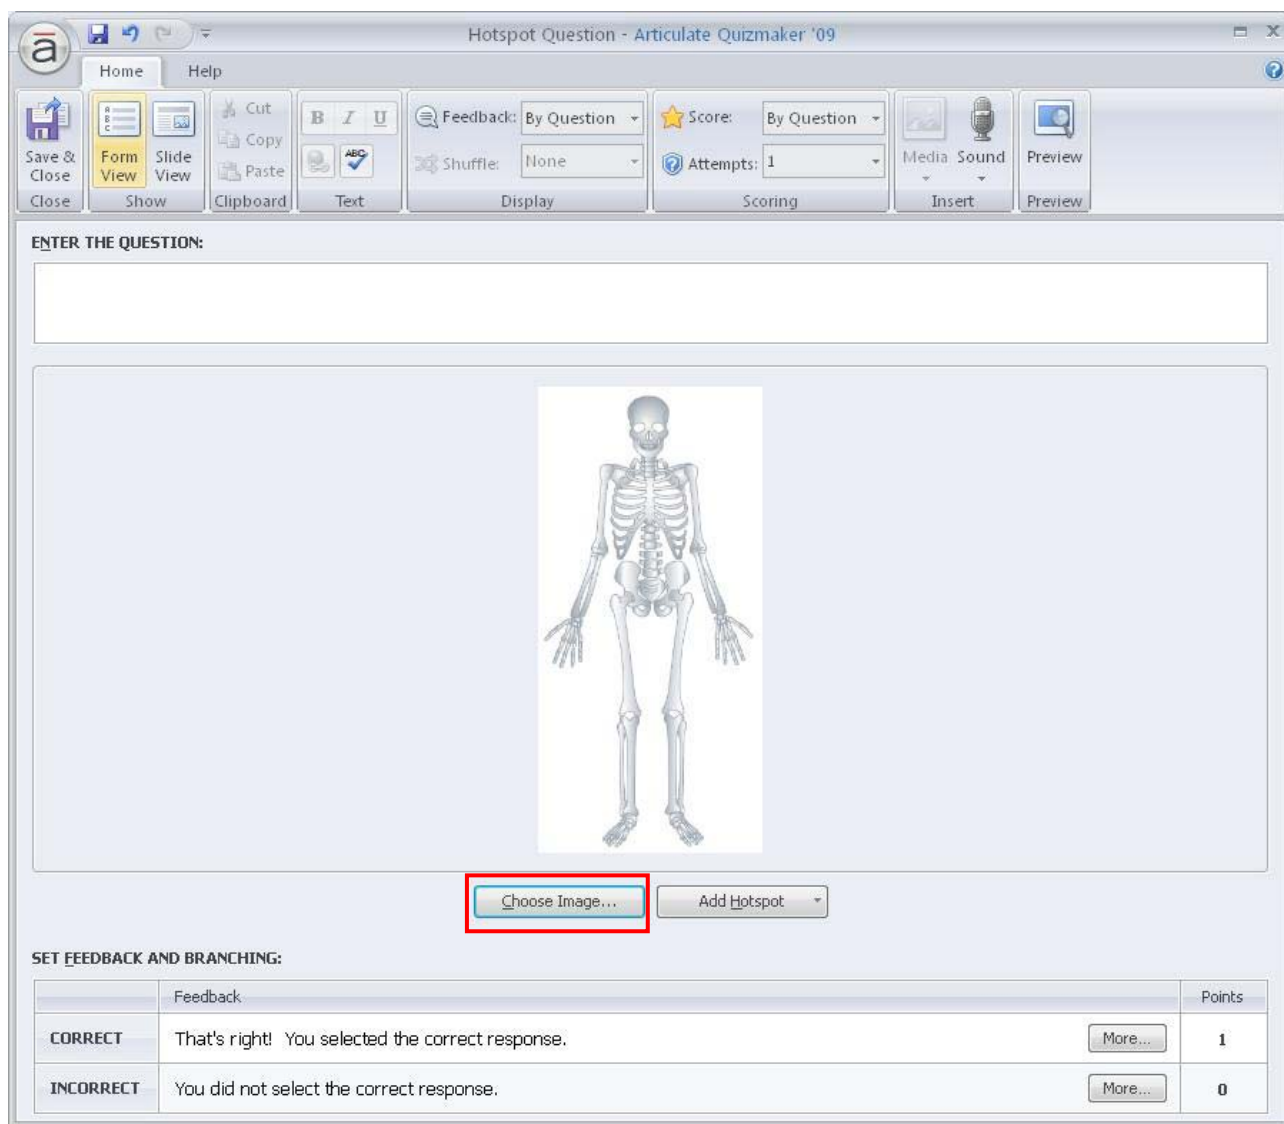 ā
Hotspot Question - Articulate Quizmaker '09
Home Help
Save & Close
Form View
Slide View
Cut
Copy
Paste
B I U
ABC
Feedback: By Question
Shuffle: None
Score: By Question
Attempts: 1
Media Sound
Preview
Close Show Clipboard Text Display Scoring Insert Preview
ENTER THE QUESTION:
Choose Image... Add Hotspot
SET FEEDBACK AND BRANCHING:
Feedback Points
CORRECT That's right! You selected the correct response. More... 1
INCORRECT You did not select the correct response. More... 0